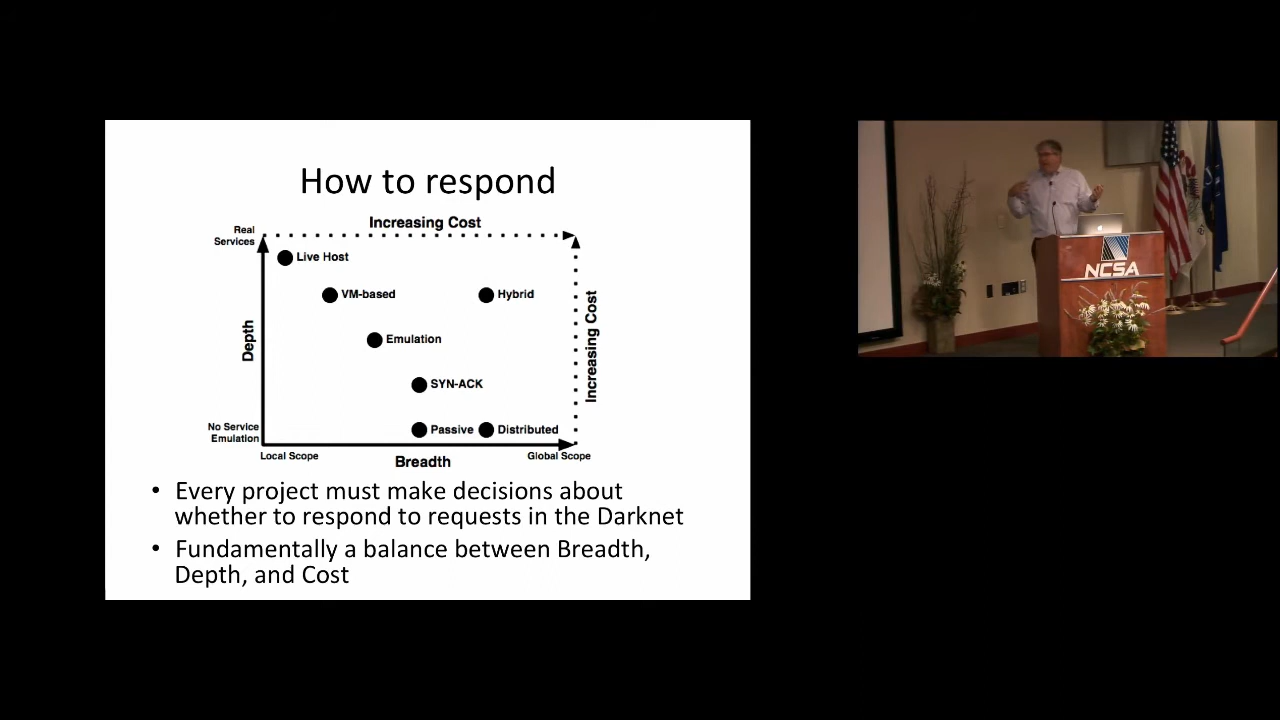 How to respond
Increasing Cost
Real
Services
Live Host
VM-based
Hybrid
Depth
Emulation
Increasing Cost
SYN-ACK
No Service
Emulation
Passive
Distributed
Local Scope
Breadth
Global Scope
• Every project must make decisions about
whether to respond to requests in the Darknet
• Fundamentally a balance between Breadth,
Depth, and Cost
NCSA